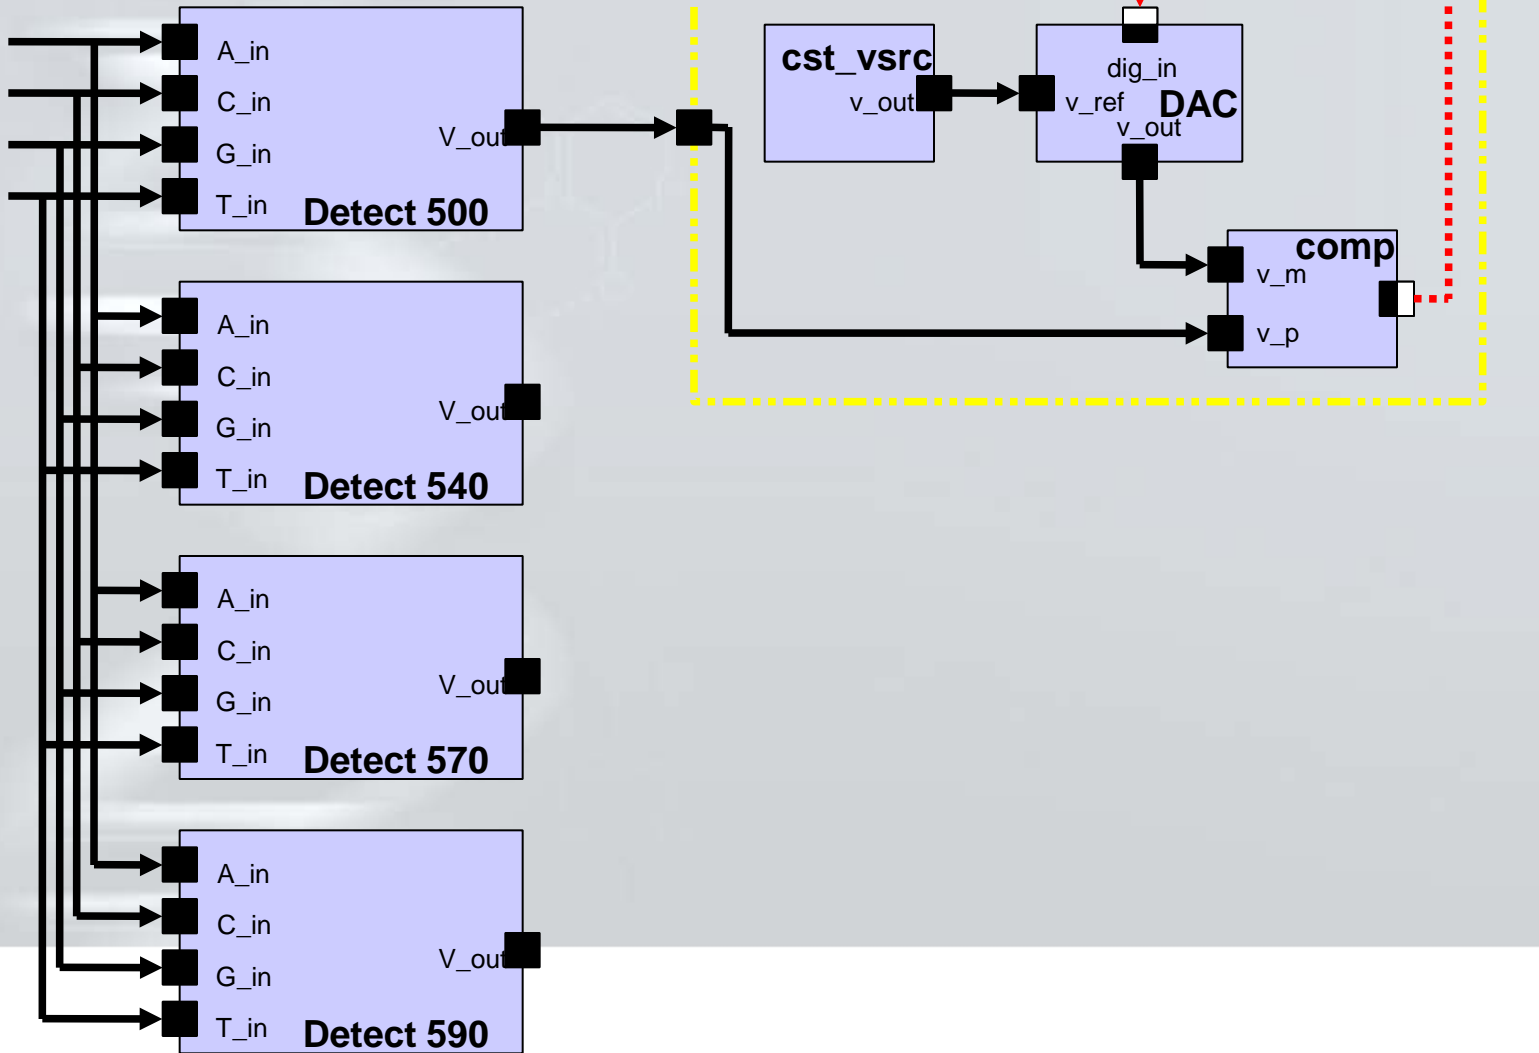 A_in
C_in
G_in
T_in
V_out
Detect 500
cst_vsrc
v_out
dig_in
v_ref
DAC
v_out
comp
v_m
v_p
A_in
C_in
G_in
T_in
V_out
Detect 540
A_in
C_in
G_in
T_in
V_out
Detect 570
A_in
C_in
G_in
T_in
V_out
Detect 590